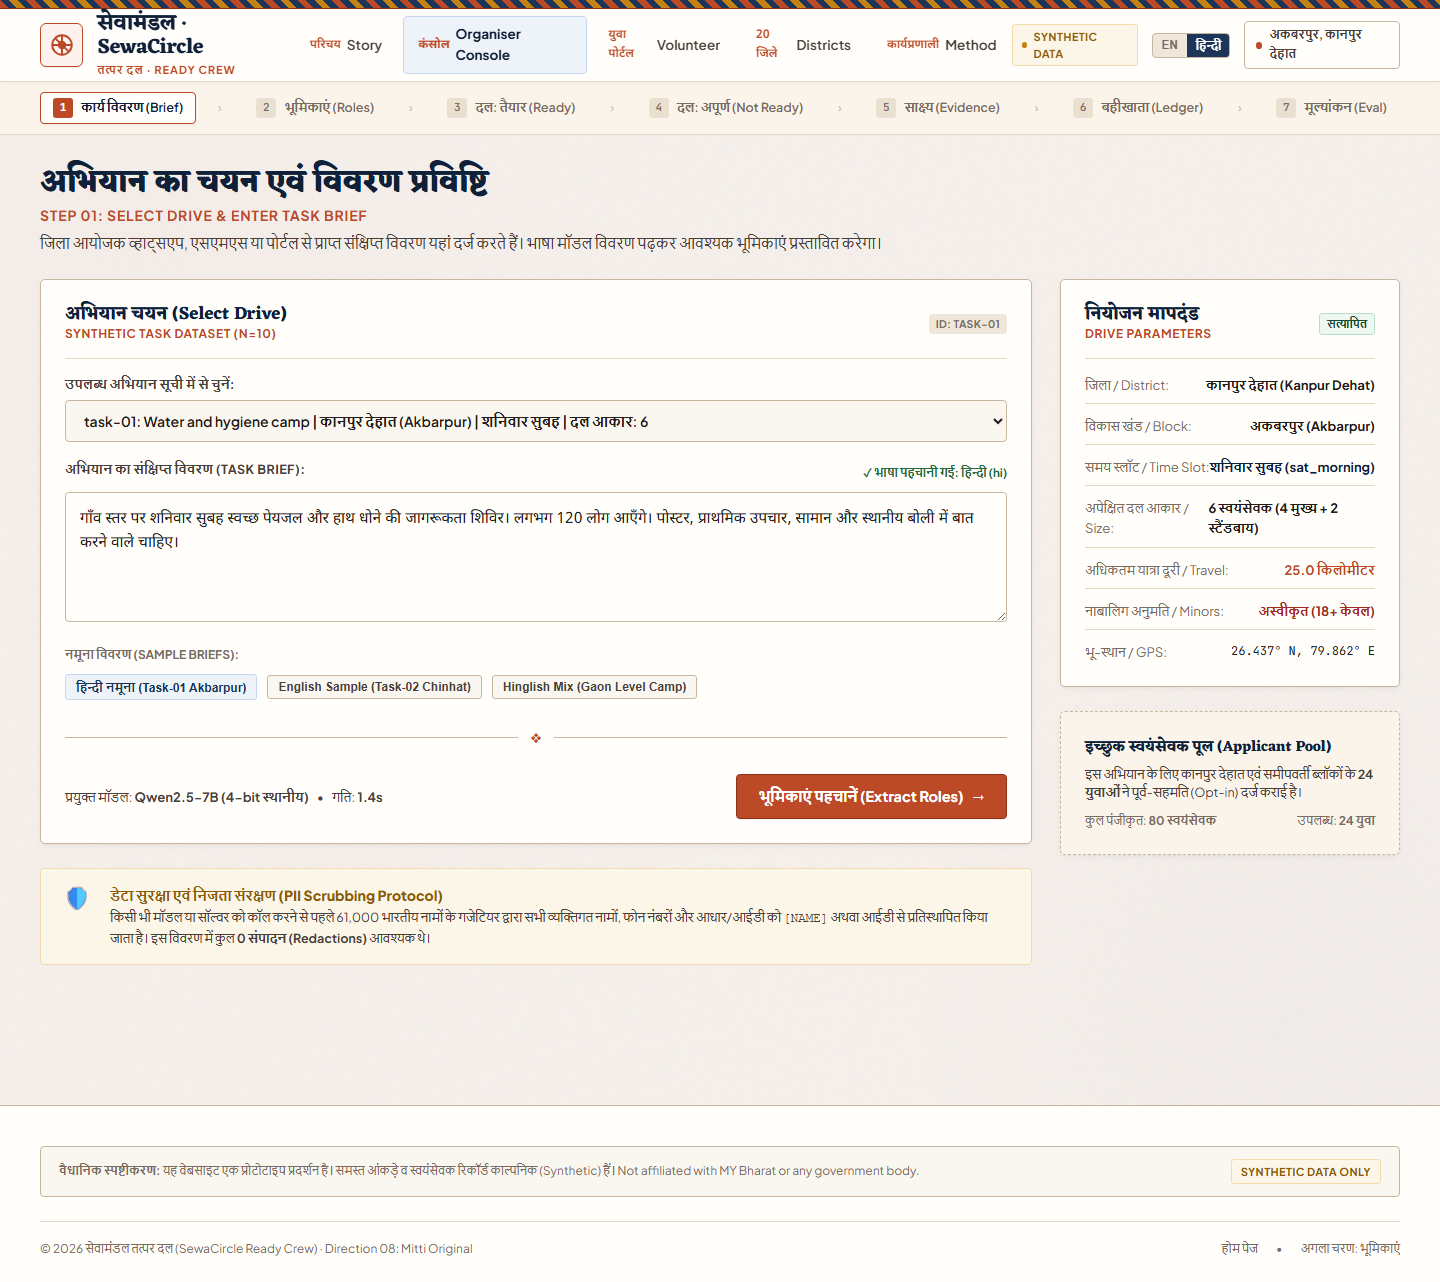 सेवामंडल ·
SewaCircle
तत्पर दल · READY CREW
परिचय Story
कंसोल Organiser Console
युवा पोर्टल Volunteer
20 जिले Districts
कार्यप्रणाली Method
SYNTHETIC DATA
EN हिन्दी
अकबरपुर, कानपुर देहात
1 कार्य विवरण (Brief) › 2 भूमिकाएं (Roles) › 3 दल: तैयार (Ready) › 4 दल: अपूर्ण (Not Ready) › 5 साक्ष्य (Evidence) › 6 बहीखाता (Ledger) › 7 मूल्यांकन (Eval)
अभियान का चयन एवं विवरण प्रविष्टि
STEP 01: SELECT DRIVE & ENTER TASK BRIEF
जिला आयोजक व्हाट्सएप, एसएमएस या पोर्टल से प्राप्त संक्षिप्त विवरण यहां दर्ज करते हैं। भाषा मॉडल विवरण पढ़कर आवश्यक भूमिकाएं प्रस्तावित करेगा।
अभियान चयन (Select Drive)
SYNTHETIC TASK DATASET (N=10)
ID: TASK-01
उपलब्ध अभियान सूची में से चुनें:
task-01: Water and hygiene camp | कानपुर देहात (Akbarpur) | शनिवार सुबह | दल आकार: 6
अभियान का संक्षिप्त विवरण (TASK BRIEF):
✓ भाषा पहचानी गई: हिन्दी (hi)
गाँव स्तर पर शनिवार सुबह स्वच्छ पेयजल और हाथ धोने की जागरूकता शिविर। लगभग 120 लोग आएँगे। पोस्टर, प्राथमिक उपचार, सामान और स्थानीय बोली में बात
करने वाले चाहिए।
नमूना विवरण (SAMPLE BRIEFS):
हिन्दी नमूना (Task-01 Akbarpur)
English Sample (Task-02 Chinhat)
Hinglish Mix (Gaon Level Camp)
❖
प्रयुक्त मॉडल: Qwen2.5-7B (4-bit स्थानीय) • गति: 1.4s
भूमिकाएं पहचानें (Extract Roles) →
डेटा सुरक्षा एवं निजता संरक्षण (PII Scrubbing Protocol)
किसी भी मॉडल या सॉल्वर को कॉल करने से पहले 61,000 भारतीय नामों के गजेटियर द्वारा सभी व्यक्तिगत नामों, फोन नंबरों और आधार/आईडी को [NAME] अथवा आईडी से प्रतिस्थापित किया
जाता है। इस विवरण में कुल 0 संपादन (Redactions) आवश्यक थे।
नियोजन मापदंड
DRIVE PARAMETERS
सत्यापित
जिला / District: कानपुर देहात (Kanpur Dehat)
विकास खंड / Block: अकबरपुर (Akbarpur)
समय स्लॉट / Time Slot: शनिवार सुबह (sat_morning)
अपेक्षित दल आकार / Size: 6 स्वयंसेवक (4 मुख्य + 2 स्टैंडबाय)
अधिकतम यात्रा दूरी / Travel: 25.0 किलोमीटर
नाबालिग अनुमति / Minors: अस्वीकृत (18+ केवल)
भू-स्थान / GPS: 26.437° N, 79.862° E
इच्छुक स्वयंसेवक पूल (Applicant Pool)
इस अभियान के लिए कानपुर देहात एवं समीपवर्ती ब्लॉकों के 24
युवाओं ने पूर्व-सहमति (Opt-in) दर्ज कराई है।
कुल पंजीकृत: 80 स्वयंसेवक
उपलब्ध: 24 युवा
वैधानिक स्पष्टीकरण: यह वेबसाइट एक प्रोटोटाइप प्रदर्शन है। समस्त आंकड़े व स्वयंसेवक रिकॉर्ड काल्पनिक (Synthetic) हैं। Not affiliated with MY Bharat or any government body.
SYNTHETIC DATA ONLY
© 2026 सेवामंडल तत्पर दल (SewaCircle Ready Crew) · Direction 08: Mitti Original
होम पेज • अगला चरण: भूमिकाएं